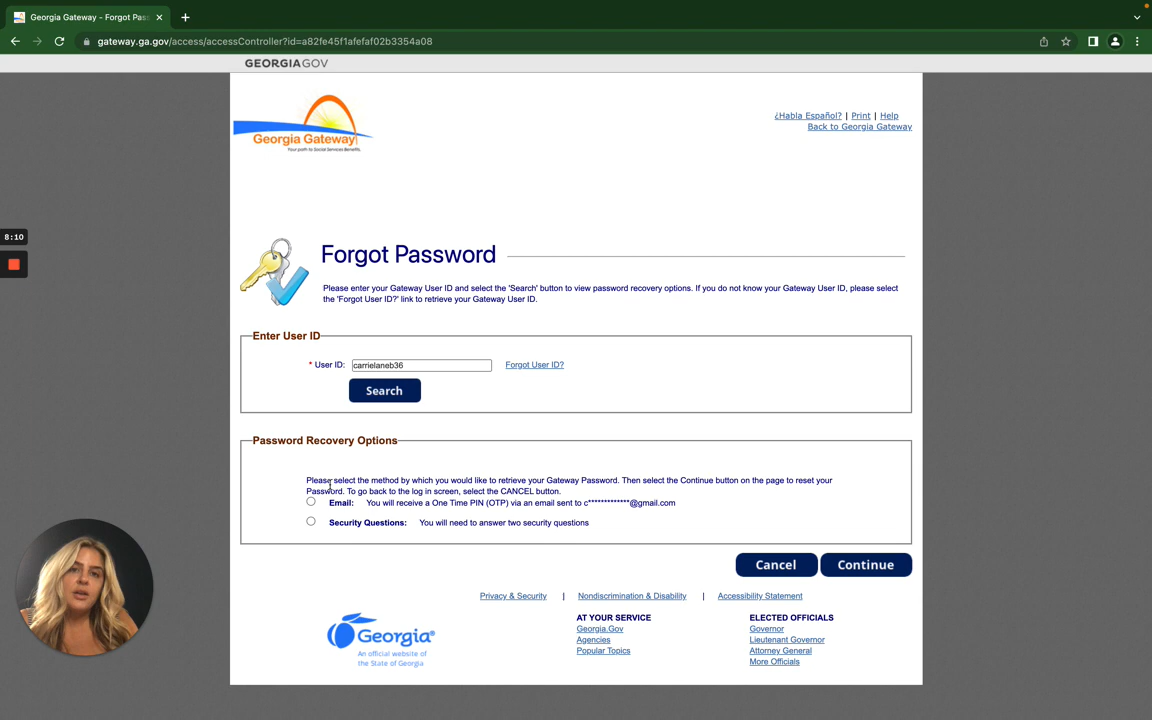 Georgia Gateway - Forgot Pas
gateway.ga.gov/access/accessController?id=a82fe45f1afefaf02b3354a08
GEORGIAGOV
Georgia Gateway
Your path to Social Services Benefits.
¿Habla Español? | Print | Help
Back to Georgia Gateway
8:10
Forgot Password
Please enter your Gateway User ID and select the 'Search' button to view password recovery options. If you do not know your Gateway User ID, please select
the 'Forgot User ID?' link to retrieve your Gateway User ID.
Enter User ID
* User ID: carrielaneb36 Forgot User ID?
Search
Password Recovery Options
Please select the method by which you would like to retrieve your Gateway Password. Then select the Continue button on the page to reset your
Password. To go back to the log in screen, select the CANCEL button.
Email: You will receive a One Time PIN (OTP) via an email sent to c*************@gmail.com
Security Questions: You will need to answer two security questions
Cancel Continue
Privacy & Security | Nondiscrimination & Disability | Accessibility Statement
Georgia®
An official website of
the State of Georgia
AT YOUR SERVICE
Georgia.Gov
Agencies
Popular Topics
ELECTED OFFICIALS
Governor
Lieutenant Governor
Attorney General
More Officials